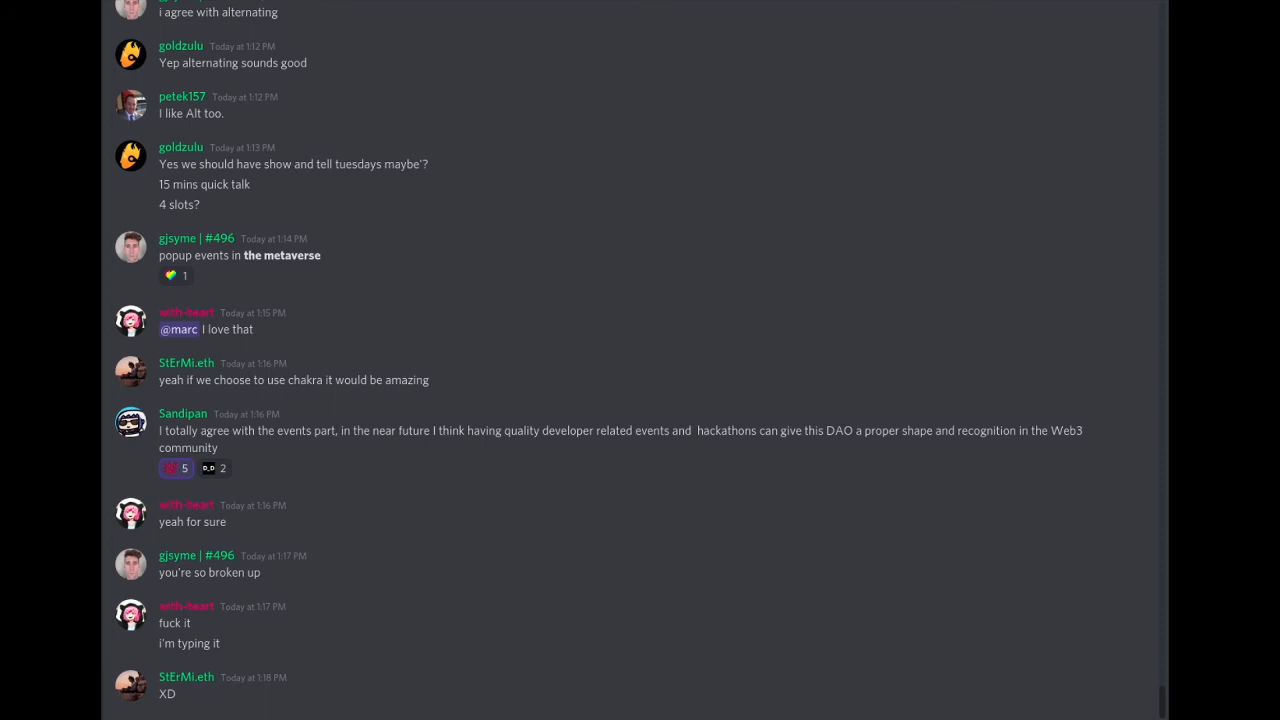 i agree with alternating
goldzulu Today at 1:12 PM
Yep alternating sounds good
petek157 Today at 1:12 PM
I like Alt too.
goldzulu Today at 1:13 PM
Yes we should have show and tell tuesdays maybe'?
15 mins quick talk
4 slots?
gjsyme | #496 Today at 1:14 PM
popup events in the metaverse
1
with-heart Today at 1:15 PM
@marc I love that
StErMi.eth Today at 1:16 PM
yeah if we choose to use chakra it would be amazing
Sandipan Today at 1:16 PM
I totally agree with the events part, in the near future I think having quality developer related events and hackathons can give this DAO a proper shape and recognition in the Web3
community
5 D_D 2
with-heart Today at 1:16 PM
yeah for sure
gjsyme | #496 Today at 1:17 PM
you're so broken up
with-heart Today at 1:17 PM
fuck it
i'm typing it
StErMi.eth Today at 1:18 PM
XD